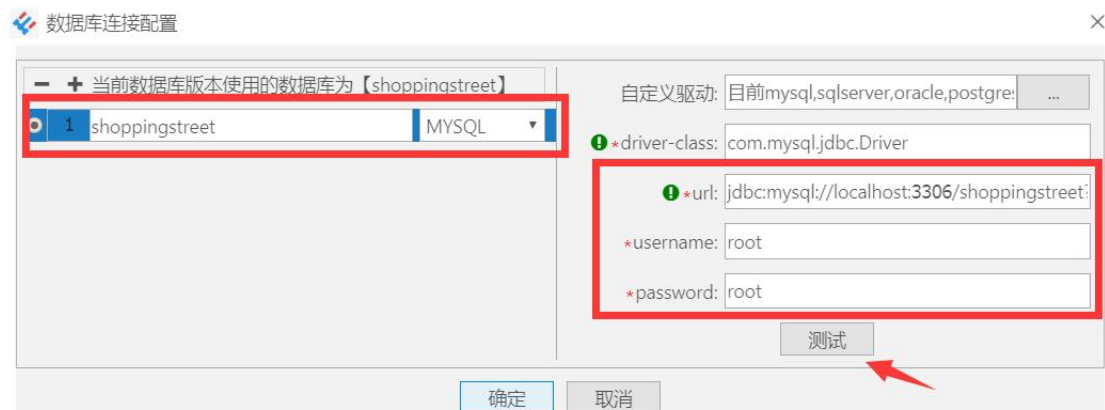 数据库连接配置
当前数据库版本使用的数据库为【shoppingstreet】
1 shoppingstreet MYSQL
自定义驱动: 目前mysql,sqlserver,oracle,postgre: ...
*driver-class: com.mysql.jdbc.Driver
*url: jdbc:mysql://localhost:3306/shoppingstreet?
*username: root
*password: root
测试
确定 取消